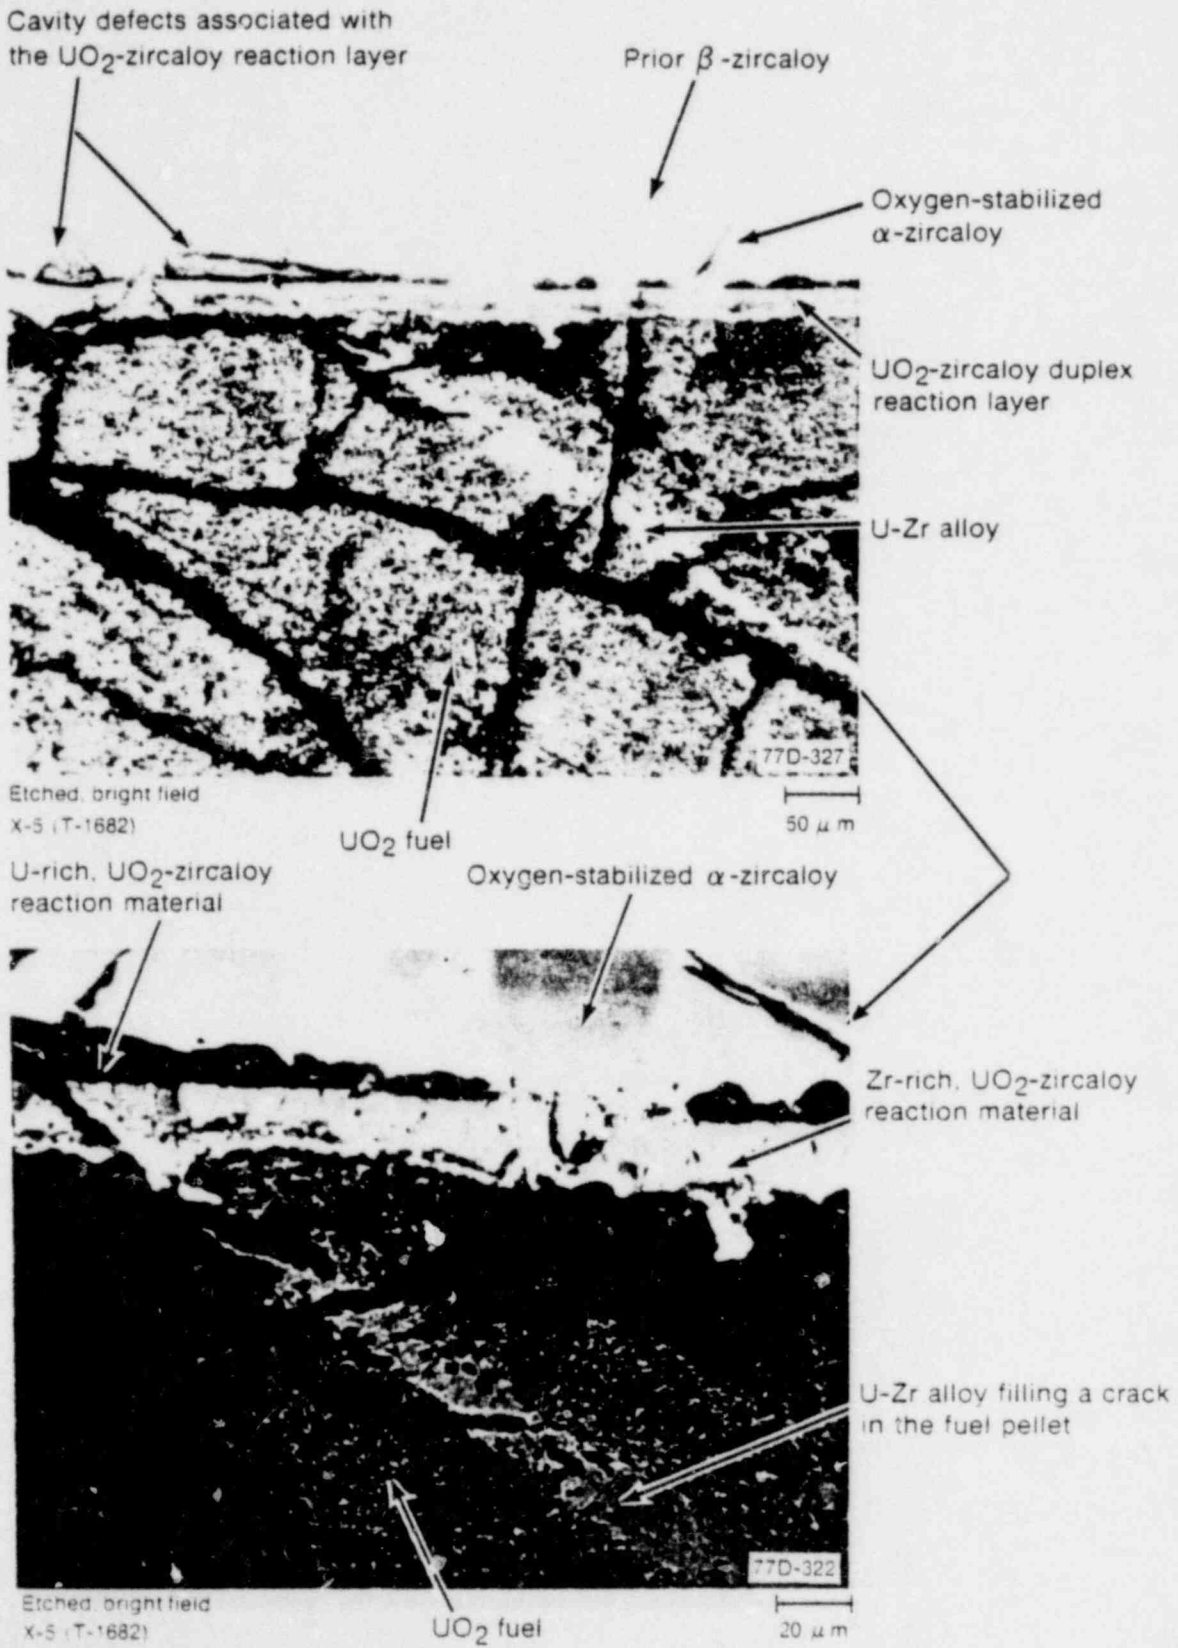 Cavity defects associated with
the UO2-zircaloy reaction layer
Prior β-zircaloy
Oxygen-stabilized
α-zircaloy
UO2-zircaloy duplex
reaction layer
U-Zr alloy
77D-327
Etched, bright field
X-5 (T-1682)
50 μm
UO2 fuel
U-rich, UO2-zircaloy
reaction material
Oxygen-stabilized α-zircaloy
Zr-rich, UO2-zircaloy
reaction material
U-Zr alloy filling a crack
in the fuel pellet
77D-322
Etched, bright field
X-5 (T-1682)
20 μm
UO2 fuel